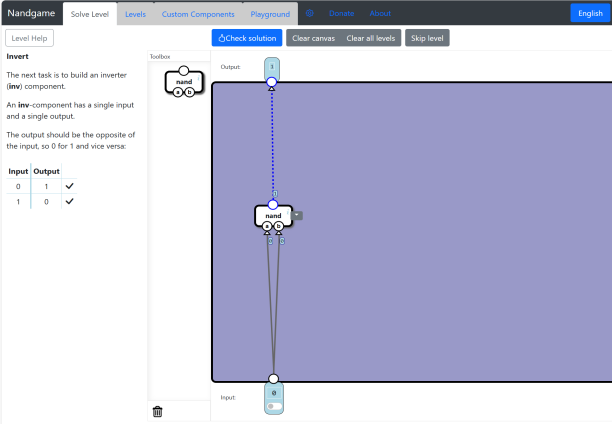 Nandgame Solve Level Levels Custom Components Playground Donate About English
Level Help
Check solution Clear canvas Clear all levels Skip level
Invert
The next task is to build an inverter
(inv) component.
An inv-component has a single input
and a single output.
The output should be the opposite of
the input, so 0 for 1 and vice versa:
Input Output
0 1
1 0
Toolbox
nand
a b
Output:
1
1
nand
a b
0 0
Input:
0